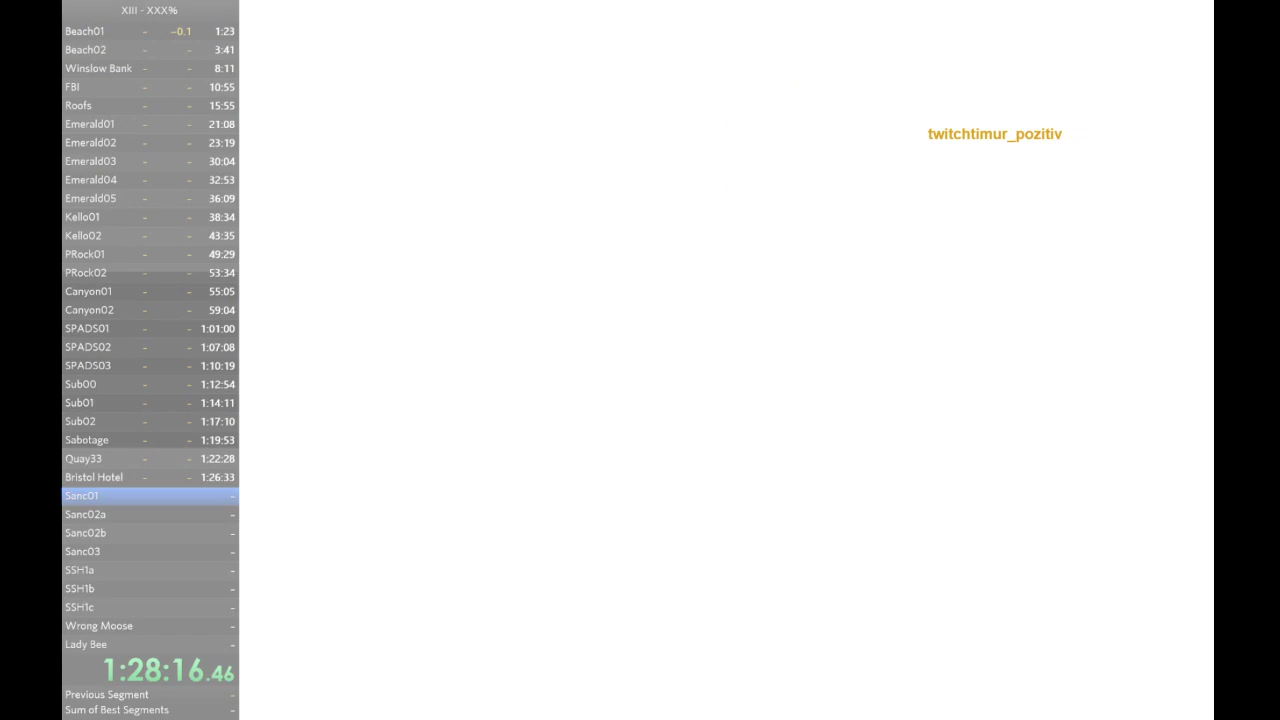 XIII - XXX%
Beach01 - −0.1 1:23
Beach02 - - 3:41
Winslow Bank - - 8:11
FBI - - 10:55
Roofs - - 15:55
Emerald01 - - 21:08
Emerald02 - - 23:19
Emerald03 - - 30:04
Emerald04 - - 32:53
Emerald05 - - 36:09
Kello01 - - 38:34
Kello02 - - 43:35
PRock01 - - 49:29
PRock02 - - 53:34
Canyon01 - - 55:05
Canyon02 - - 59:04
SPADS01 - - 1:01:00
SPADS02 - - 1:07:08
SPADS03 - - 1:10:19
Sub00 - - 1:12:54
Sub01 - - 1:14:11
Sub02 - - 1:17:10
Sabotage - - 1:19:53
Quay33 - - 1:22:28
Bristol Hotel - - 1:26:33
Sanc01 -
Sanc02a -
Sanc02b -
Sanc03 -
SSH1a -
SSH1b -
SSH1c -
Wrong Moose -
Lady Bee -
1:28:16.46
Previous Segment -
Sum of Best Segments -
twitchtimur_pozitiv